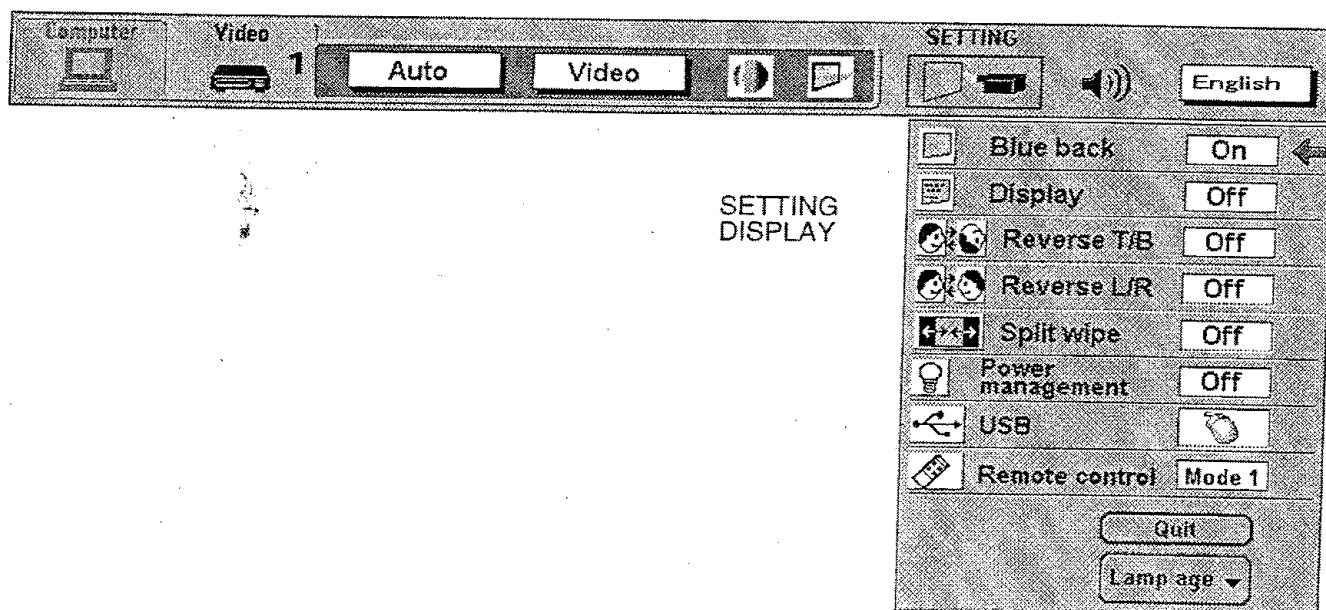 Computer
Video
1
Auto
Video
SETTING
English
SETTING
DISPLAY
Blue back On
Display Off
Reverse T/B Off
Reverse L/R Off
Split wipe Off
Power
management Off
USB
Remote control Mode 1
Quit
Lamp age